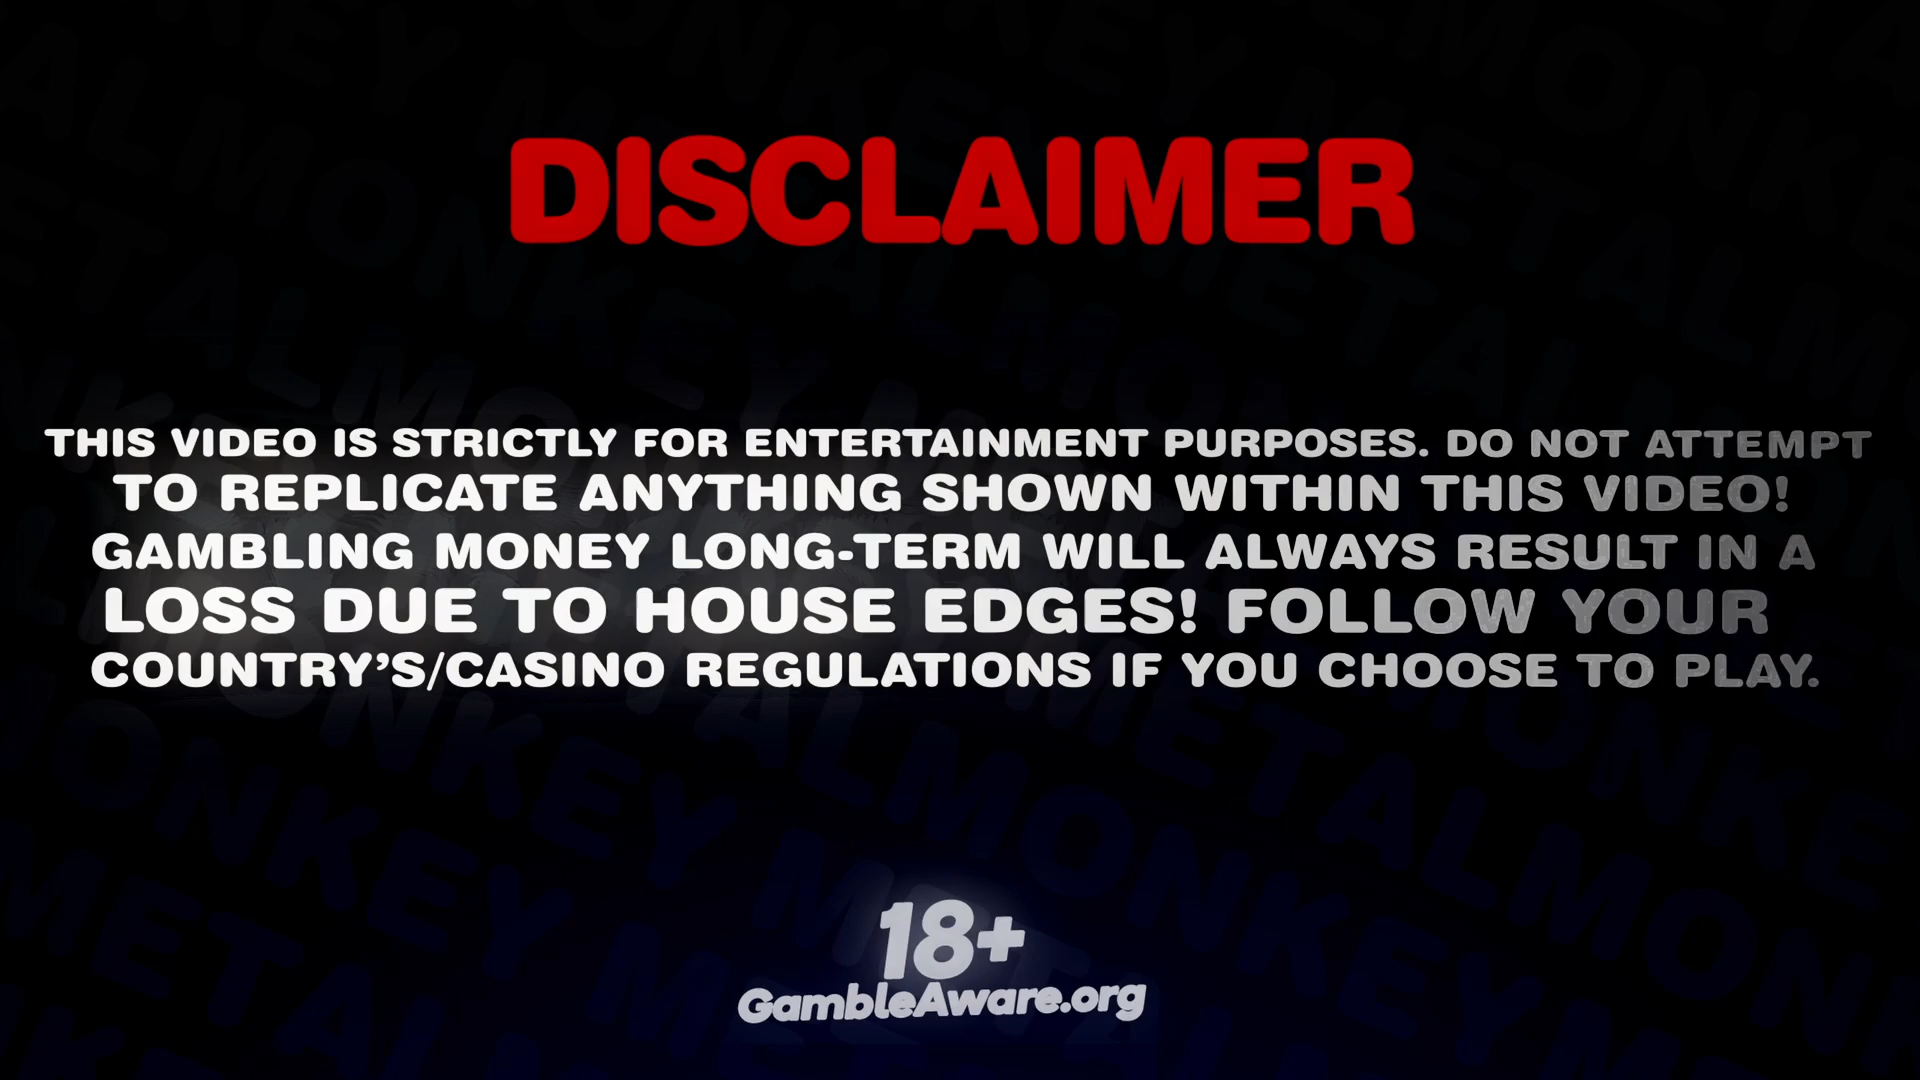 DISCLAIMER
THIS VIDEO IS STRICTLY FOR ENTERTAINMENT PURPOSES. DO NOT ATTEMPT
TO REPLICATE ANYTHING SHOWN WITHIN THIS VIDEO!
GAMBLING MONEY LONG-TERM WILL ALWAYS RESULT IN A
LOSS DUE TO HOUSE EDGES! FOLLOW YOUR
COUNTRY’S/CASINO REGULATIONS IF YOU CHOOSE TO PLAY.
18+
GambleAware.org